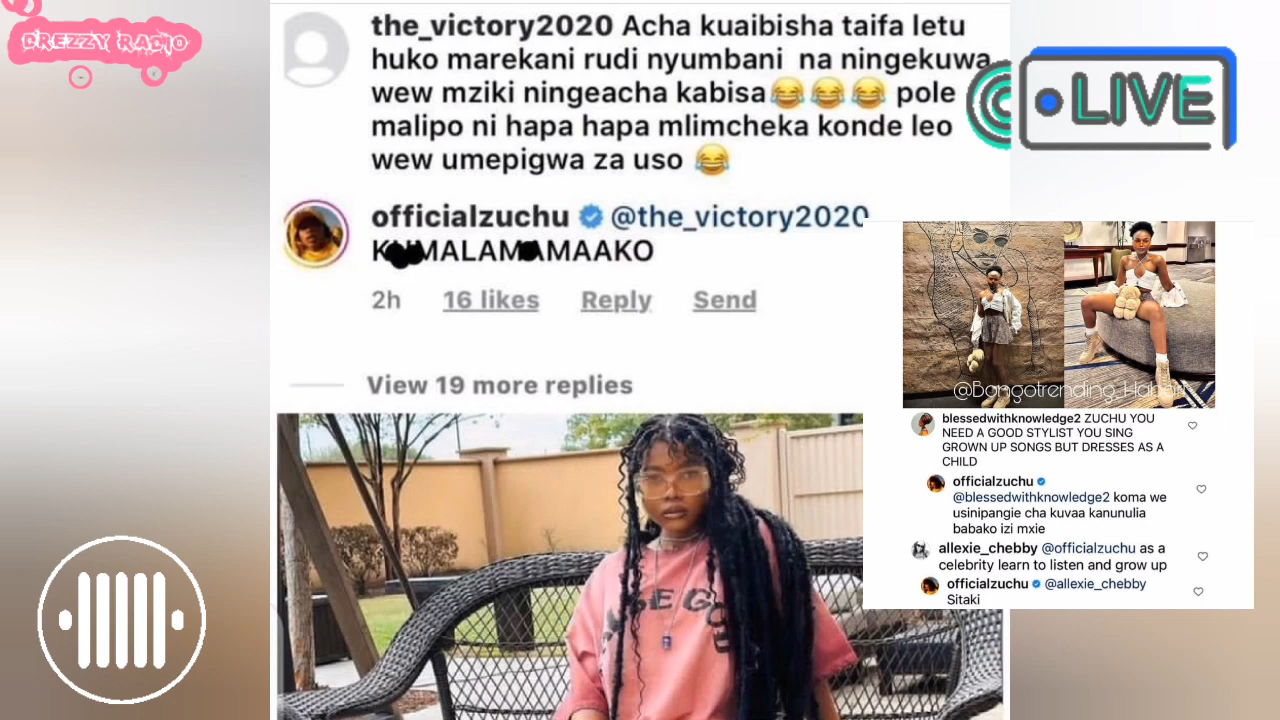 DREZZY RADIO
the_victory2020 Acha kuaibisha taifa letu
huko marekani rudi nyumbani na ningekuwa
wew mziki ningeacha kabisa😂😂😂 pole
malipo ni hapa hapa mlimcheka konde leo
wew umepigwa za uso 😂
officialzuchu @the_victory2020
2h 16 likes Reply Send
View 19 more replies
LIVE
@Bongotrending_Habari
blessedwithknowledge2 ZUCHU YOU
NEED A GOOD STYLIST YOU SING
GROWN UP SONGS BUT DRESSES AS A
CHILD
officialzuchu
@blessedwithknowledge2 koma we
usinipangie cha kuvaa kanunulia
babako izi mxie
allexie_chebby @officialzuchu as a
celebrity learn to listen and grow up
officialzuchu @allexie_chebby
Sitaki